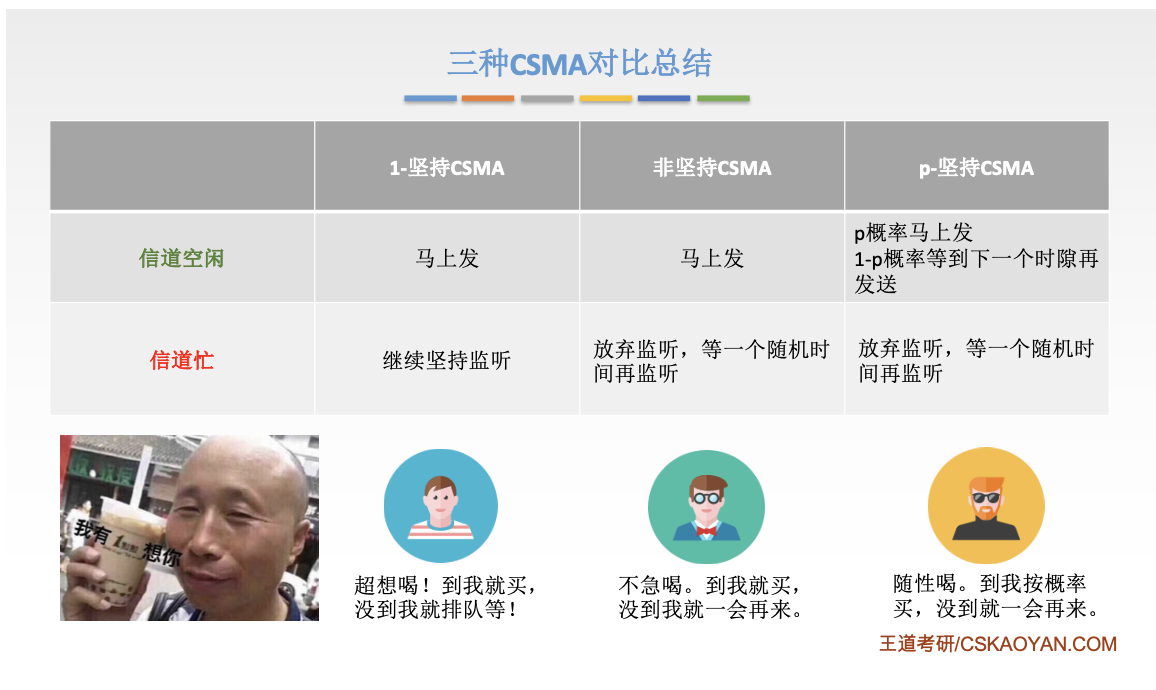 三种CSMA对比总结
1-坚持CSMA
非坚持CSMA
p-坚持CSMA
信道空闲
马上发
马上发
p概率马上发
1-p概率等到下一个时隙再
发送
信道忙
继续坚持监听
放弃监听，等一个随机时
间再监听
放弃监听，等一个随机时
间再监听
我有
想你
超想喝！到我就买，
没到我就排队等！
不急喝。到我就买，
没到我就一会再来。
随性喝。到我按概率
买，没到就一会再来。
王道考研/CSKAOYAN.COM